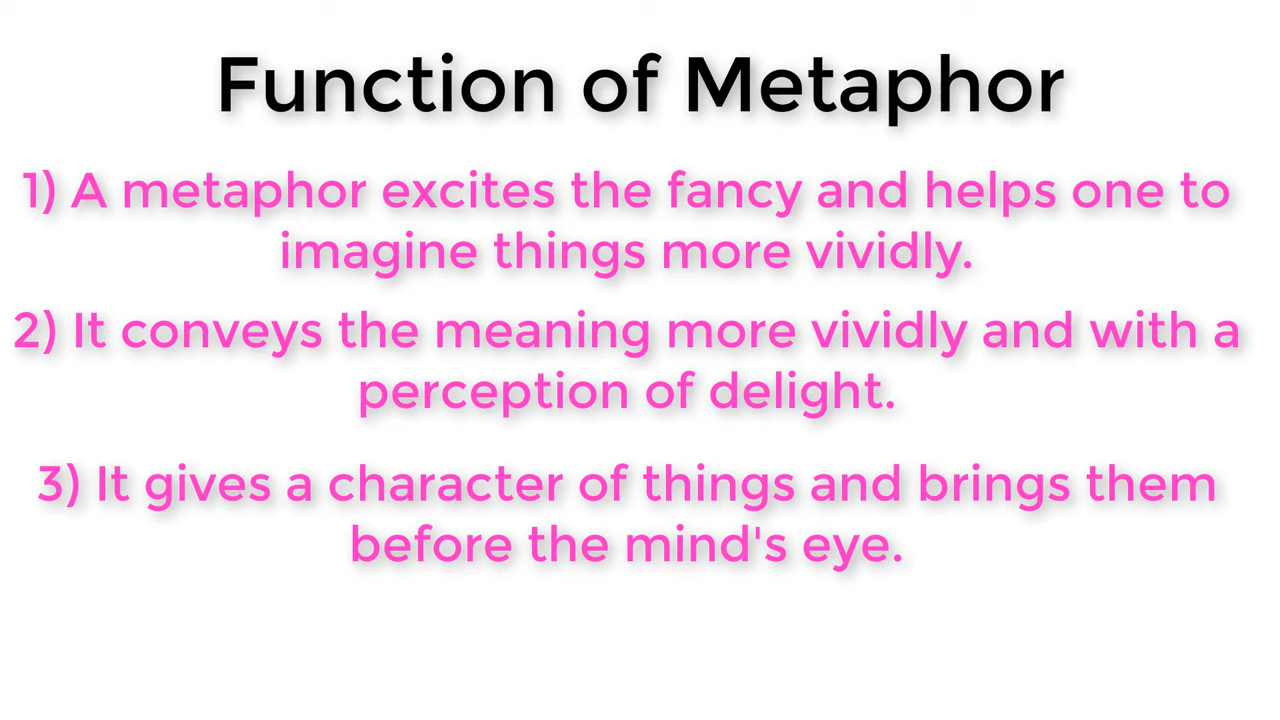 Function of Metaphor
1) A metaphor excites the fancy and helps one to
imagine things more vividly.
2) It conveys the meaning more vividly and with a
perception of delight.
3) It gives a character of things and brings them
before the mind's eye.